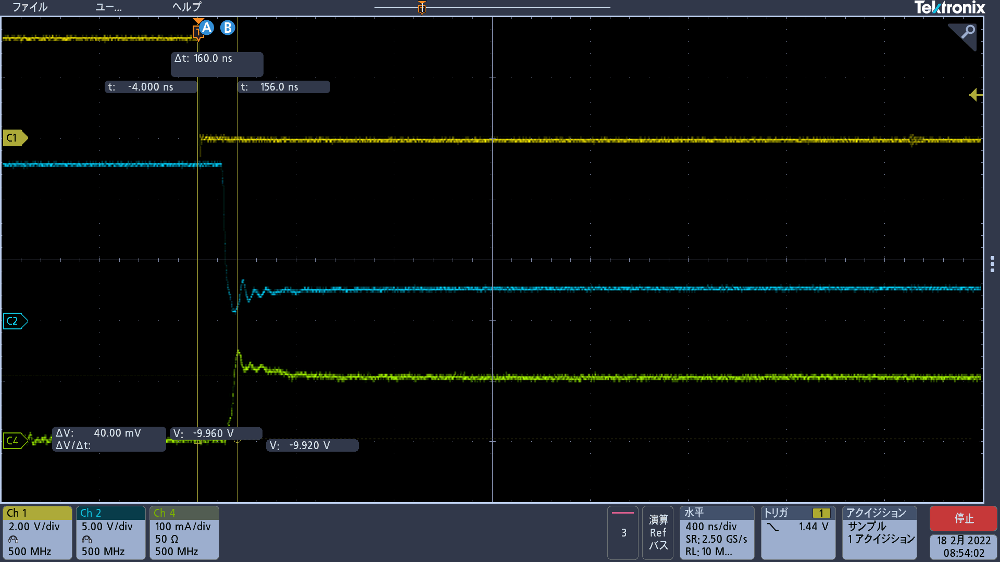 ファイル ユー... ヘルプ
Tektronix
T
T A B
Δt: 160.0 ns
t: -4.000 ns t: 156.0 ns
C1
C2
C4
ΔV: 40.00 mV
ΔV/Δt:
V: -9.960 V
V: -9.920 V
Ch 1
2.00 V/div
500 MHz
Ch 2
5.00 V/div
500 MHz
Ch 4
100 mA/div
50 Ω
500 MHz
3
演算
Ref
バス
水平
400 ns/div
SR: 2.50 GS/s
RL: 10 M...
トリガ 1
1.44 V
アクイジション
サンプル
1 アクイジション
停止
18 2月 2022
08:54:02